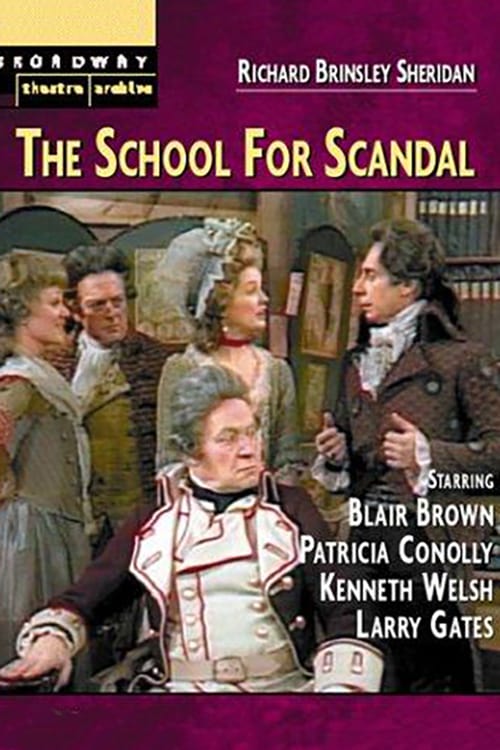 BROADWAY
theatre archive
RICHARD BRINSLEY SHERIDAN
THE SCHOOL FOR SCANDAL
STARRING
BLAIR BROWN
PATRICIA CONOLLY
KENNETH WELSH
LARRY GATES